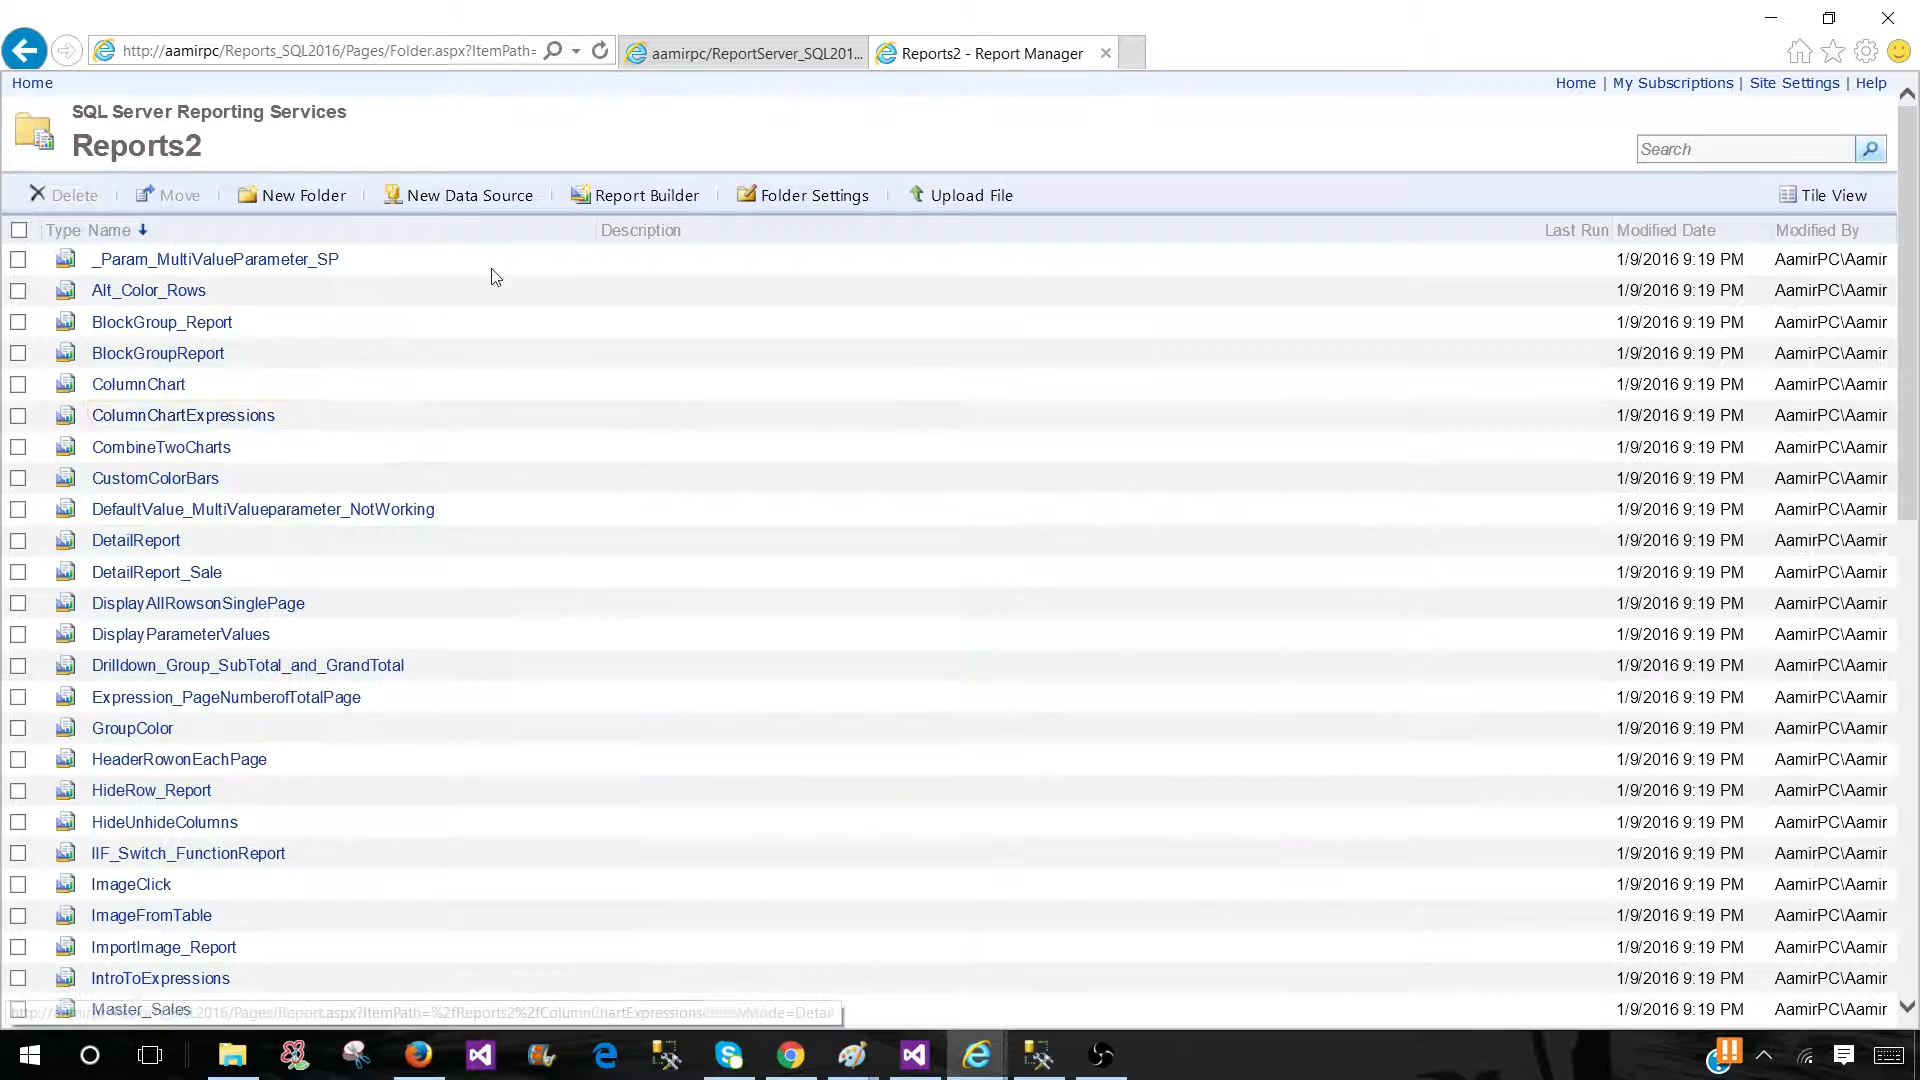 http://aamirpc/Reports_SQL2016/Pages/Folder.aspx?ItemPath=
aamirpc/ReportServer_SQL201...
Reports2 - Report Manager
Home
Home | My Subscriptions | Site Settings | Help
SQL Server Reporting Services
Reports2
Search
Delete
Move
New Folder
New Data Source
Report Builder
Folder Settings
Upload File
Tile View
Type Name Description Last Run Modified Date Modified By
_Param_MultiValueParameter_SP 1/9/2016 9:19 PM AamirPC\Aamir
Alt_Color_Rows 1/9/2016 9:19 PM AamirPC\Aamir
BlockGroup_Report 1/9/2016 9:19 PM AamirPC\Aamir
BlockGroupReport 1/9/2016 9:19 PM AamirPC\Aamir
ColumnChart 1/9/2016 9:19 PM AamirPC\Aamir
ColumnChartExpressions 1/9/2016 9:19 PM AamirPC\Aamir
CombineTwoCharts 1/9/2016 9:19 PM AamirPC\Aamir
CustomColorBars 1/9/2016 9:19 PM AamirPC\Aamir
DefaultValue_MultiValueparameter_NotWorking 1/9/2016 9:19 PM AamirPC\Aamir
DetailReport 1/9/2016 9:19 PM AamirPC\Aamir
DetailReport_Sale 1/9/2016 9:19 PM AamirPC\Aamir
DisplayAllRowsonSinglePage 1/9/2016 9:19 PM AamirPC\Aamir
DisplayParameterValues 1/9/2016 9:19 PM AamirPC\Aamir
Drilldown_Group_SubTotal_and_GrandTotal 1/9/2016 9:19 PM AamirPC\Aamir
Expression_PageNumberofTotalPage 1/9/2016 9:19 PM AamirPC\Aamir
GroupColor 1/9/2016 9:19 PM AamirPC\Aamir
HeaderRowonEachPage 1/9/2016 9:19 PM AamirPC\Aamir
HideRow_Report 1/9/2016 9:19 PM AamirPC\Aamir
HideUnhideColumns 1/9/2016 9:19 PM AamirPC\Aamir
IIF_Switch_FunctionReport 1/9/2016 9:19 PM AamirPC\Aamir
ImageClick 1/9/2016 9:19 PM AamirPC\Aamir
ImageFromTable 1/9/2016 9:19 PM AamirPC\Aamir
ImportImage_Report 1/9/2016 9:19 PM AamirPC\Aamir
IntroToExpressions 1/9/2016 9:19 PM AamirPC\Aamir
Master_Sales 1/9/2016 9:19 PM AamirPC\Aamir